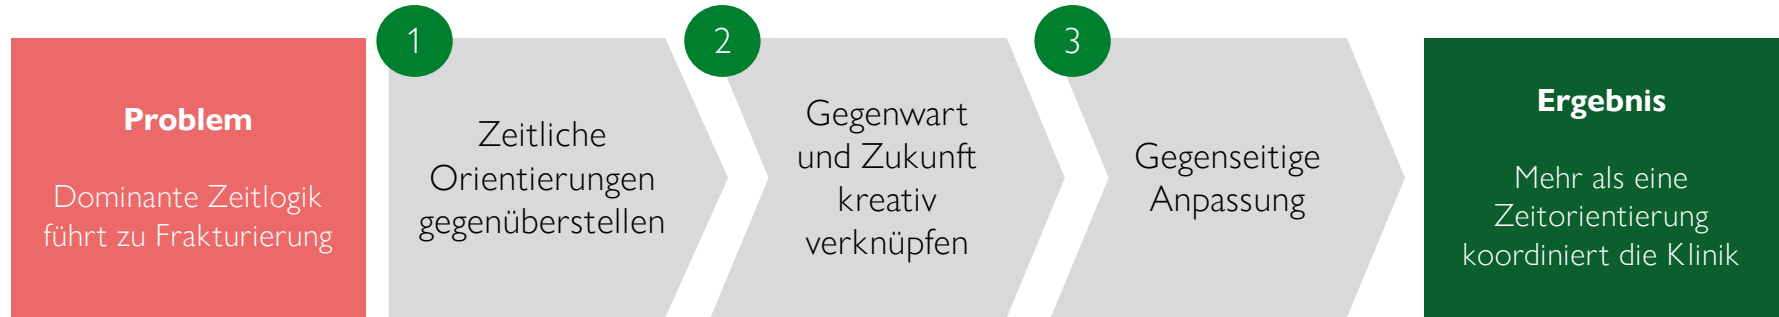 Problem
Dominante Zeitlogik
führt zu Frakturierung
1
Zeitliche
Orientierungen
gegenüberstellen
2
Gegenwart
und Zukunft
kreativ
verknüpfen
3
Gegenseitige
Anpassung
Ergebnis
Mehr als eine
Zeitorientierung
koordiniert die Klinik